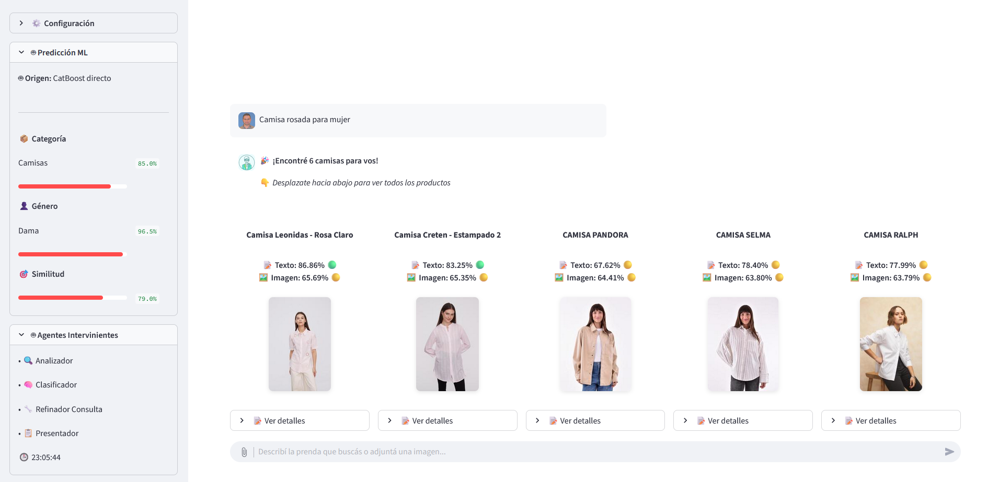 Configuración
Predicción ML
Origen: CatBoost directo
Categoría
Camisas 85.0%
Género
Dama 96.5%
Similitud
79.0%
Agentes Intervinientes
• Analizador
• Clasificador
• Refinador Consulta
• Presentador
23:05:44
Camisa rosada para mujer
¡Encontré 6 camisas para vos!
Desplazate hacia abajo para ver todos los productos
Camisa Leonidas - Rosa Claro
Texto: 86.86%
Imagen: 65.69%
Ver detalles
Camisa Creten - Estampado 2
Texto: 83.25%
Imagen: 65.35%
Ver detalles
CAMISA PANDORA
Texto: 67.62%
Imagen: 64.41%
Ver detalles
CAMISA SELMA
Texto: 78.40%
Imagen: 63.80%
Ver detalles
CAMISA RALPH
Texto: 77.99%
Imagen: 63.79%
Ver detalles
Describí la prenda que buscás o adjuntá una imagen...